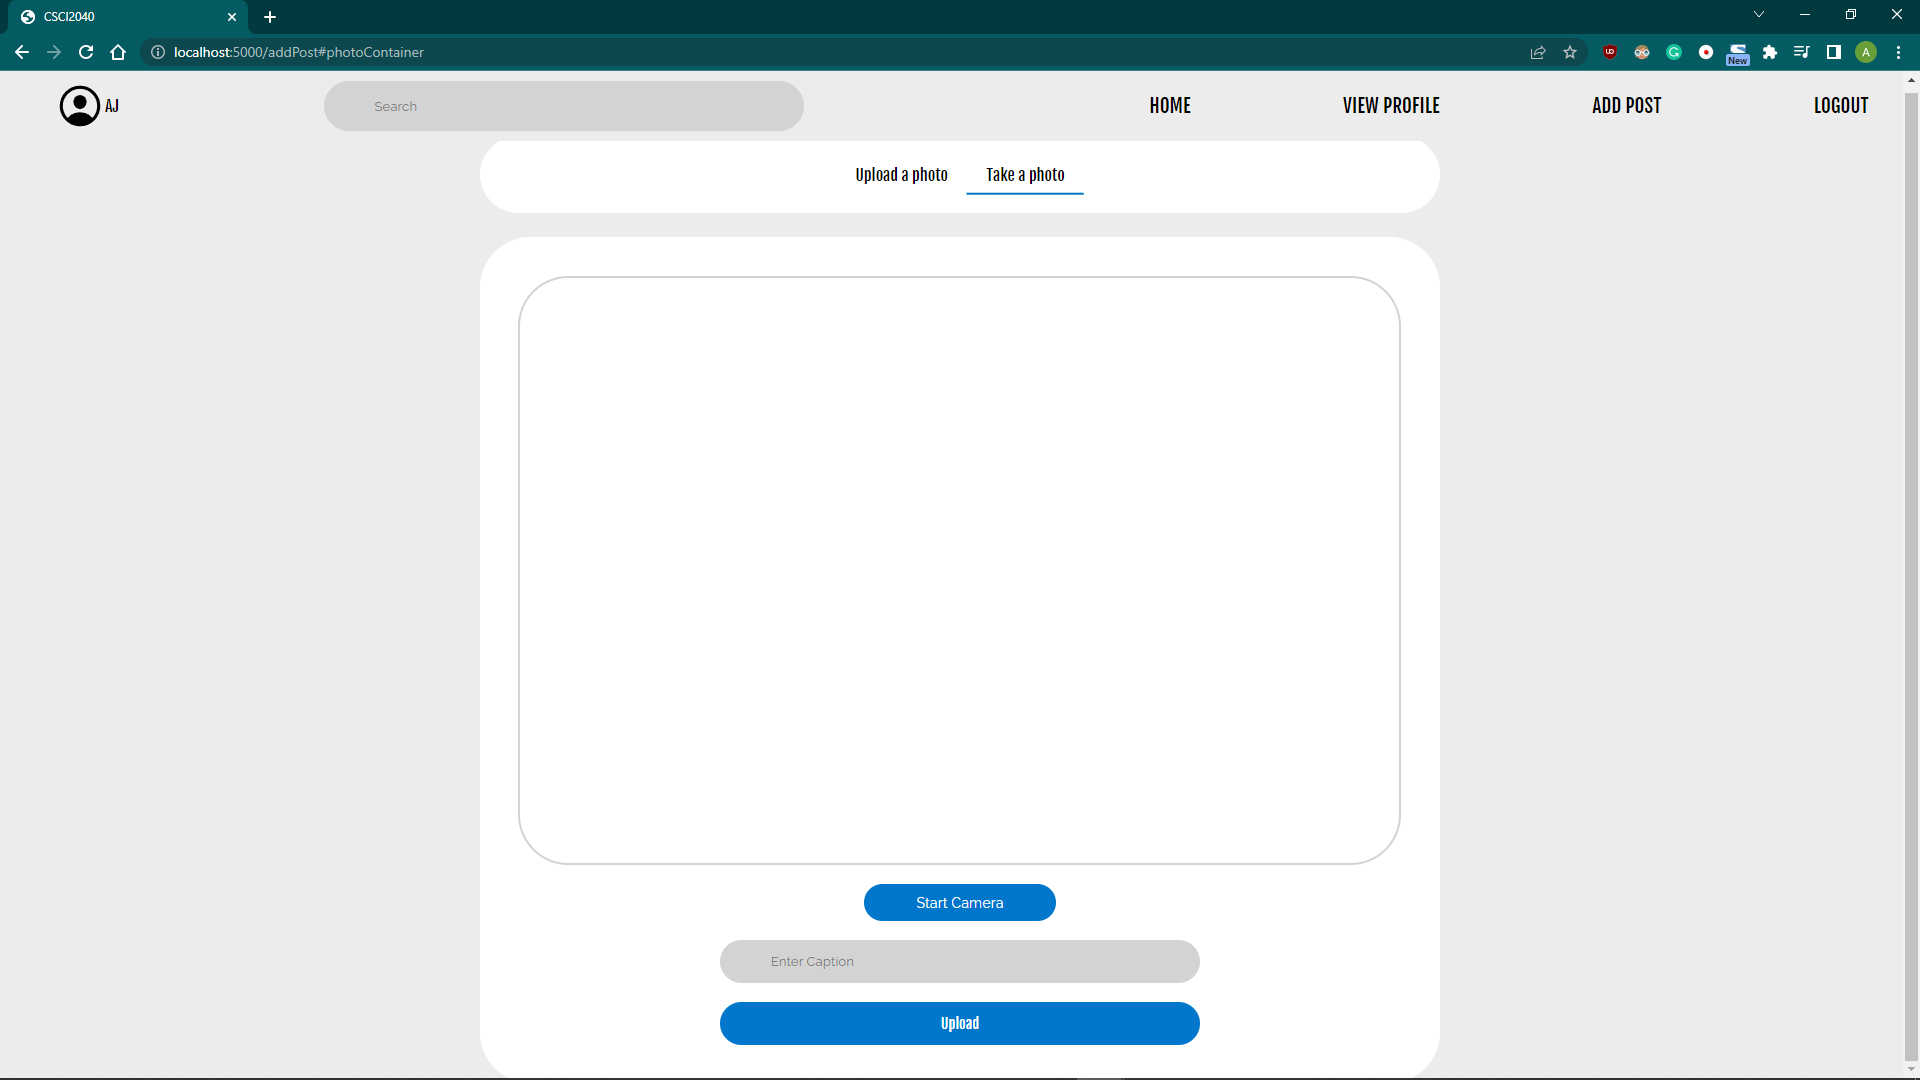 CSCI2040
localhost:5000/addPost#photoContainer
New
A
AJ
Search
HOME
VIEW PROFILE
ADD POST
LOGOUT
Upload a photo
Take a photo
Start Camera
Enter Caption
Upload